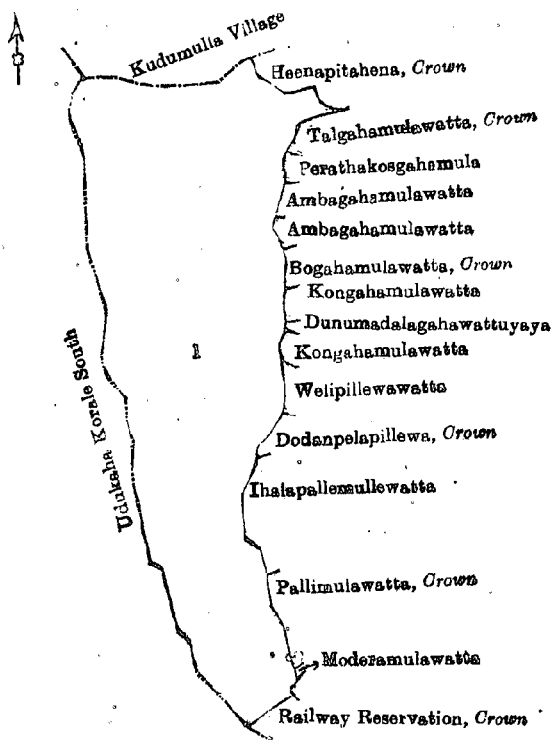 Kudumulla Village
Heenapitahena, Crown
Talgahamulawatta, Crown
Perathakosgahamula
Ambagahamulawatta
Ambagahamulawatta
Bogahamulawatta, Crown
Kongahamulawatta
Dunumadalagahawattuyaya
1
Kongahamulawatta
Udukaha Korale South
Welipillewawatta
Dodanpelapillewa, Crown
Ihalapallemullewatta
Pallimulawatta, Crown
Moderamulawatta
Railway Reservation, Crown